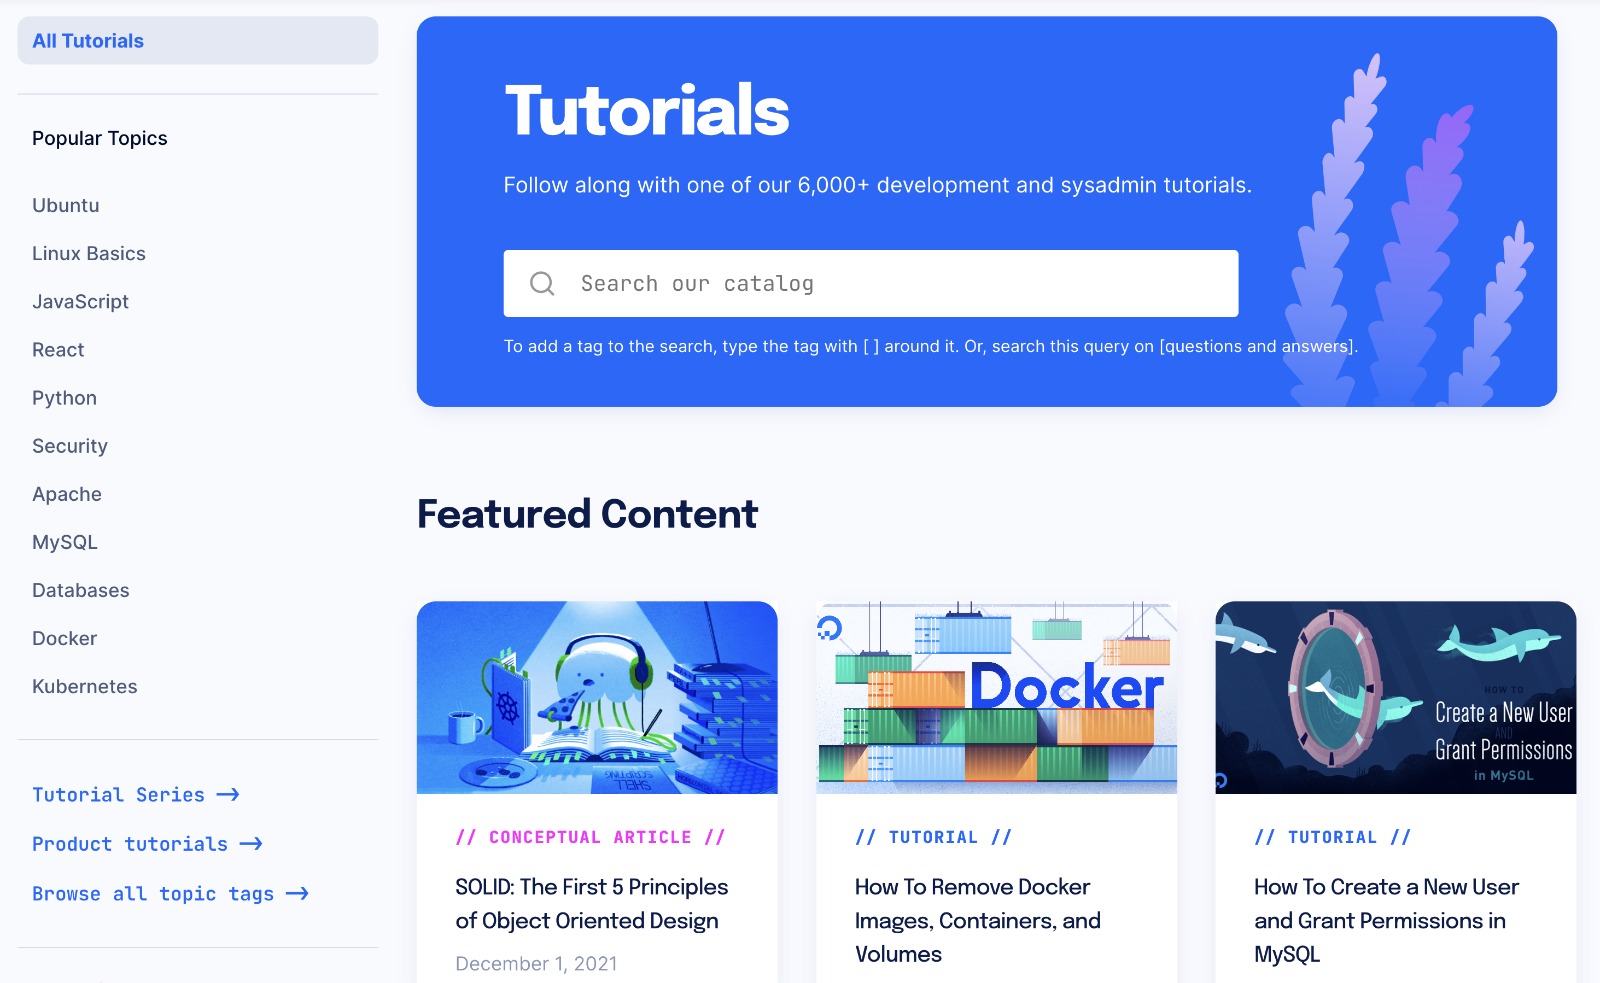 All Tutorials
Popular Topics
Ubuntu
Linux Basics
JavaScript
React
Python
Security
Apache
MySQL
Databases
Docker
Kubernetes
Tutorial Series →
Product tutorials →
Browse all topic tags →
Tutorials
Follow along with one of our 6,000+ development and sysadmin tutorials.
Search our catalog
To add a tag to the search, type the tag with [ ] around it. Or, search this query on [questions and answers].
Featured Content
SHELL
SCRIPTING
// CONCEPTUAL ARTICLE //
SOLID: The First 5 Principles
of Object Oriented Design
December 1, 2021
Docker
// TUTORIAL //
How To Remove Docker
Images, Containers, and
Volumes
HOW TO
Create a New User
AND
Grant Permissions
in MySQL
// TUTORIAL //
How To Create a New User
and Grant Permissions in
MySQL